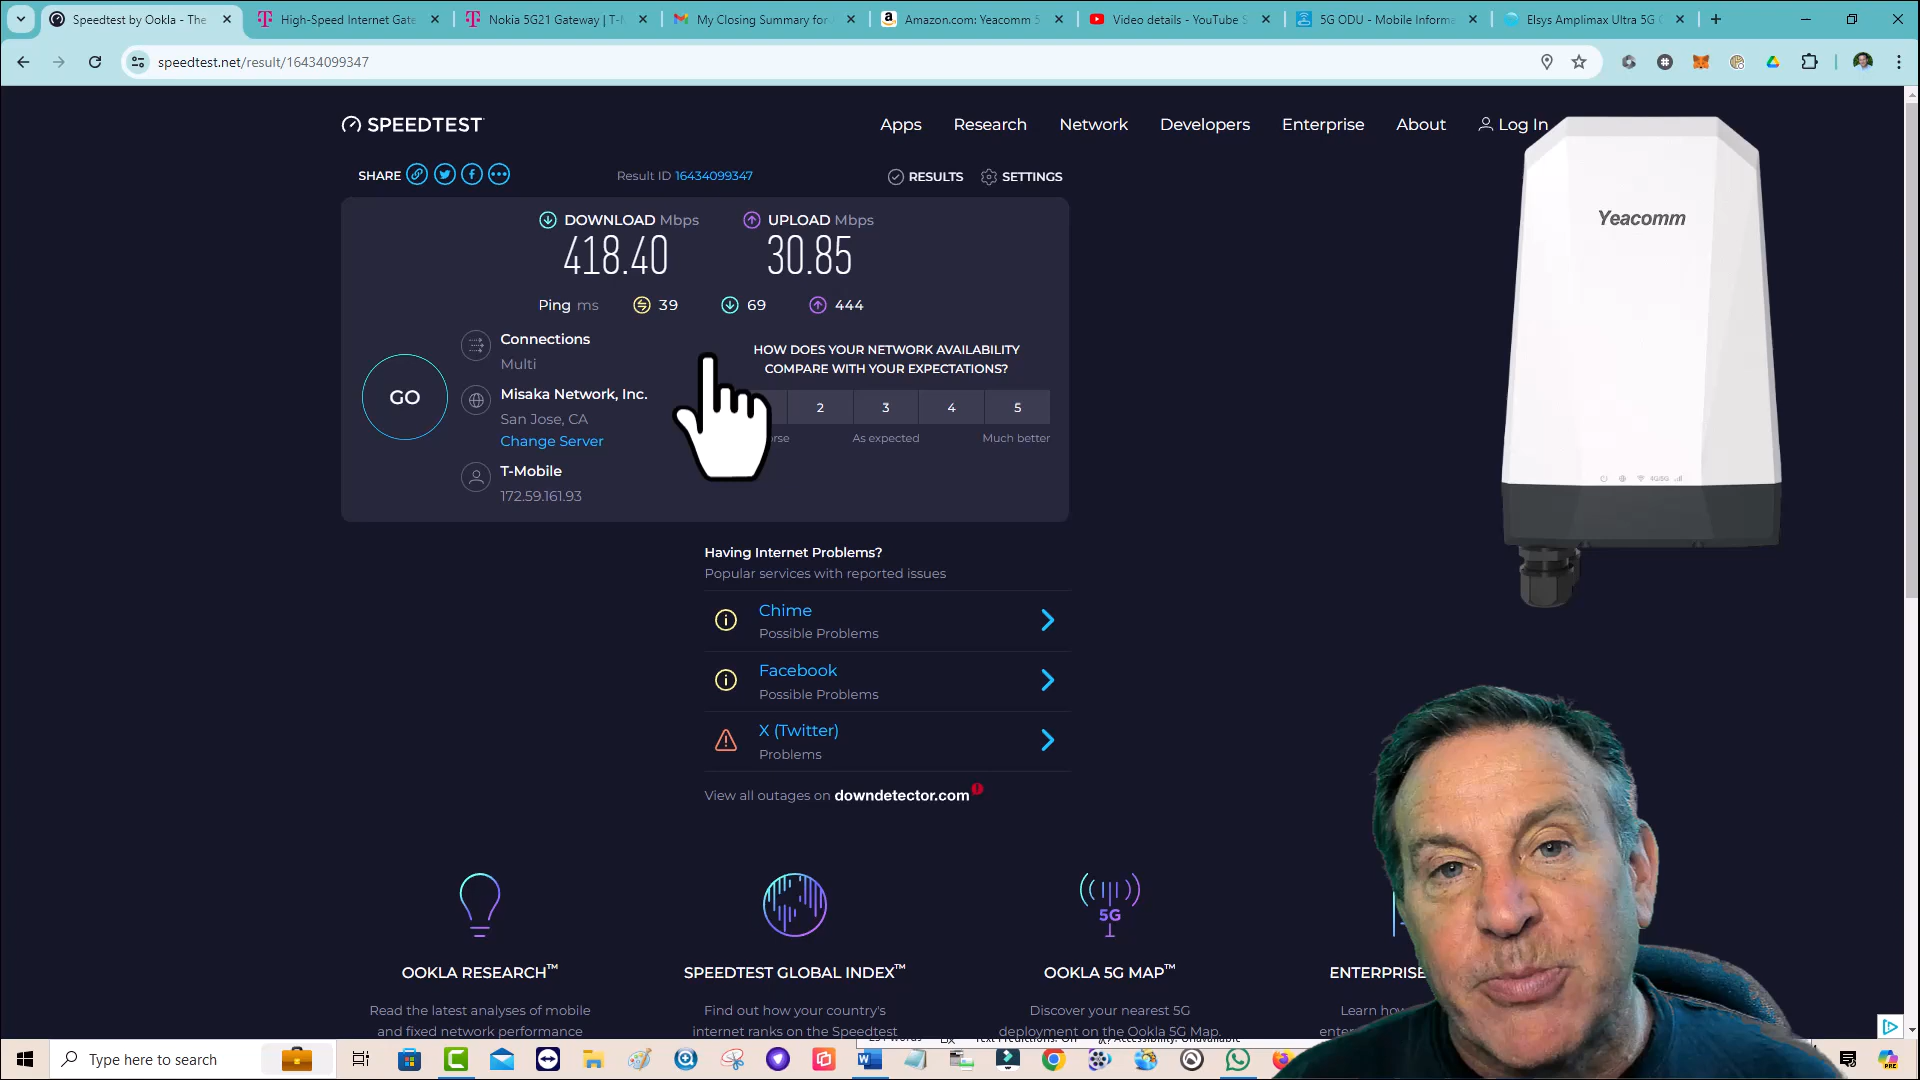 Speedtest by Ookla - The
High-Speed Internet Gate
Nokia 5G21 Gateway | T-M
My Closing Summary for
Amazon.com: Yeacomm 5
Video details - YouTube S
5G ODU - Mobile Informa
Elsys Amplimax Ultra 5G
speedtest.net/result/16434099347
SPEEDTEST
Apps
Research
Network
Developers
Enterprise
About
Log In
SHARE
Result ID 16434099347
RESULTS
SETTINGS
DOWNLOAD Mbps
418.40
UPLOAD Mbps
30.85
Ping ms
39
69
444
GO
Connections
Multi
Misaka Network, Inc.
San Jose, CA
Change Server
T-Mobile
172.59.161.93
HOW DOES YOUR NETWORK AVAILABILITY
COMPARE WITH YOUR EXPECTATIONS?
2
3
4
5
As expected
Much better
Having Internet Problems?
Popular services with reported issues
Chime
Possible Problems
Facebook
Possible Problems
X (Twitter)
Problems
View all outages on downdetector.com
OOKLA RESEARCH™
Read the latest analyses of mobile
and fixed network performance
SPEEDTEST GLOBAL INDEX™
Find out how your country's
internet ranks on the Speedtest
5G
OOKLA 5G MAP™
Discover your nearest 5G
deployment on the Ookla 5G Map.
ENTERPRISE
Learn how
Yeacomm
4G/5G
Type here to search